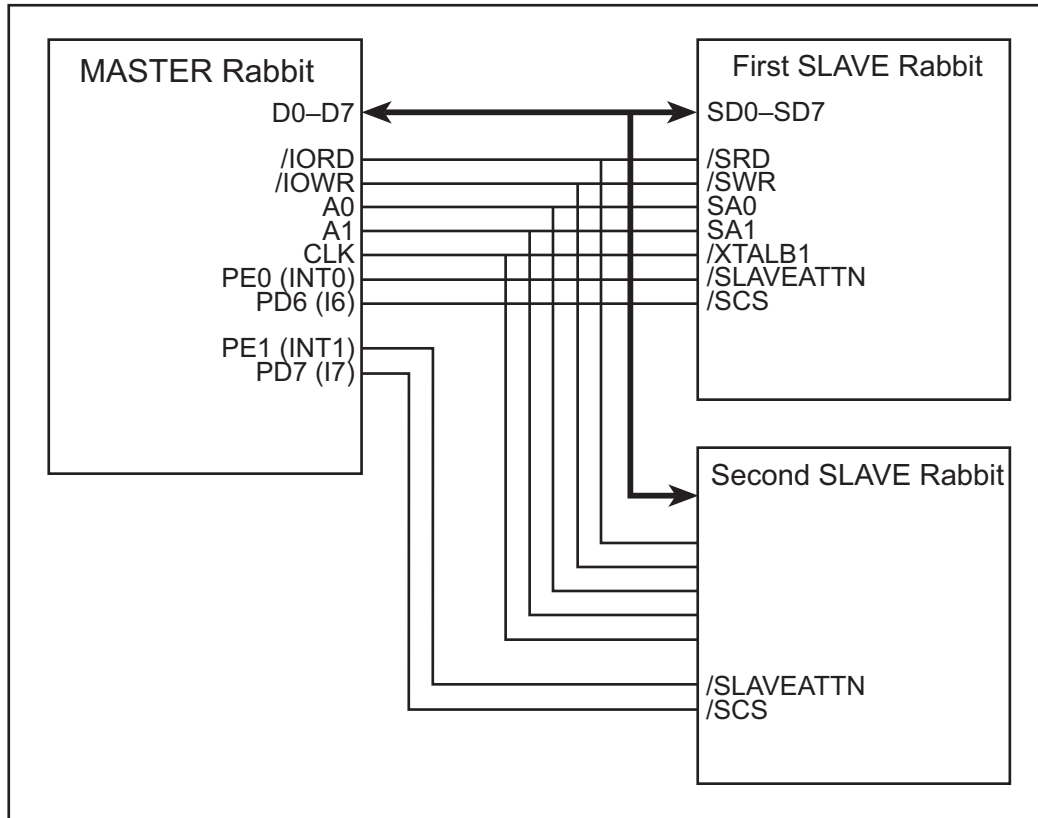 MASTER Rabbit
D0–D7
/IORD
/IOWR
A0
A1
CLK
PE0 (INT0)
PD6 (I6)
PE1 (INT1)
PD7 (I7)
First SLAVE Rabbit
SD0–SD7
/SRD
/SWR
SA0
SA1
/XTALB1
/SLAVEATTN
/SCS
Second SLAVE Rabbit
/SLAVEATTN
/SCS